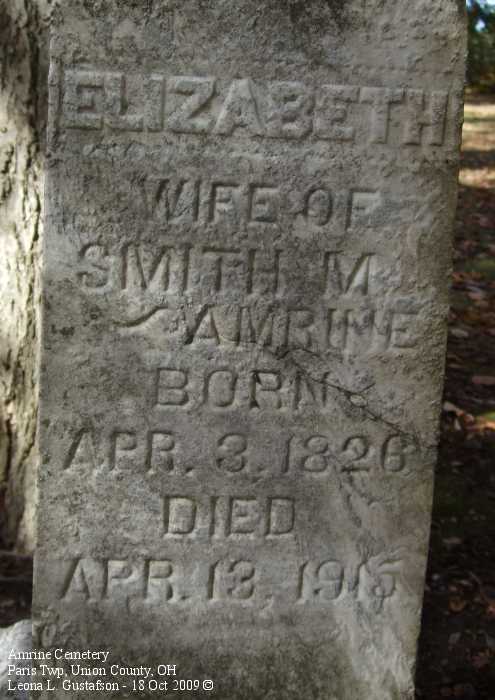 ELIZABETH
WIFE OF
SMITH M
AMRINE
BORN
APR. 3. 1826
DIED
APR. 13. 1915
Amrine Cemetery
Paris Twp, Union County, OH
Leona L. Gustafson - 18 Oct 2009 ©